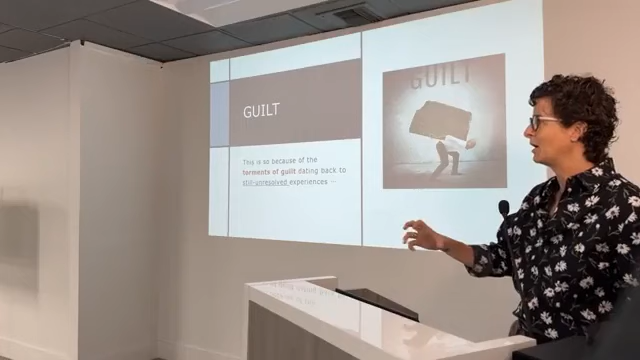 GUILT
This is so because of the
torments of guilt dating back to
still-unresolved experiences —
GUILT